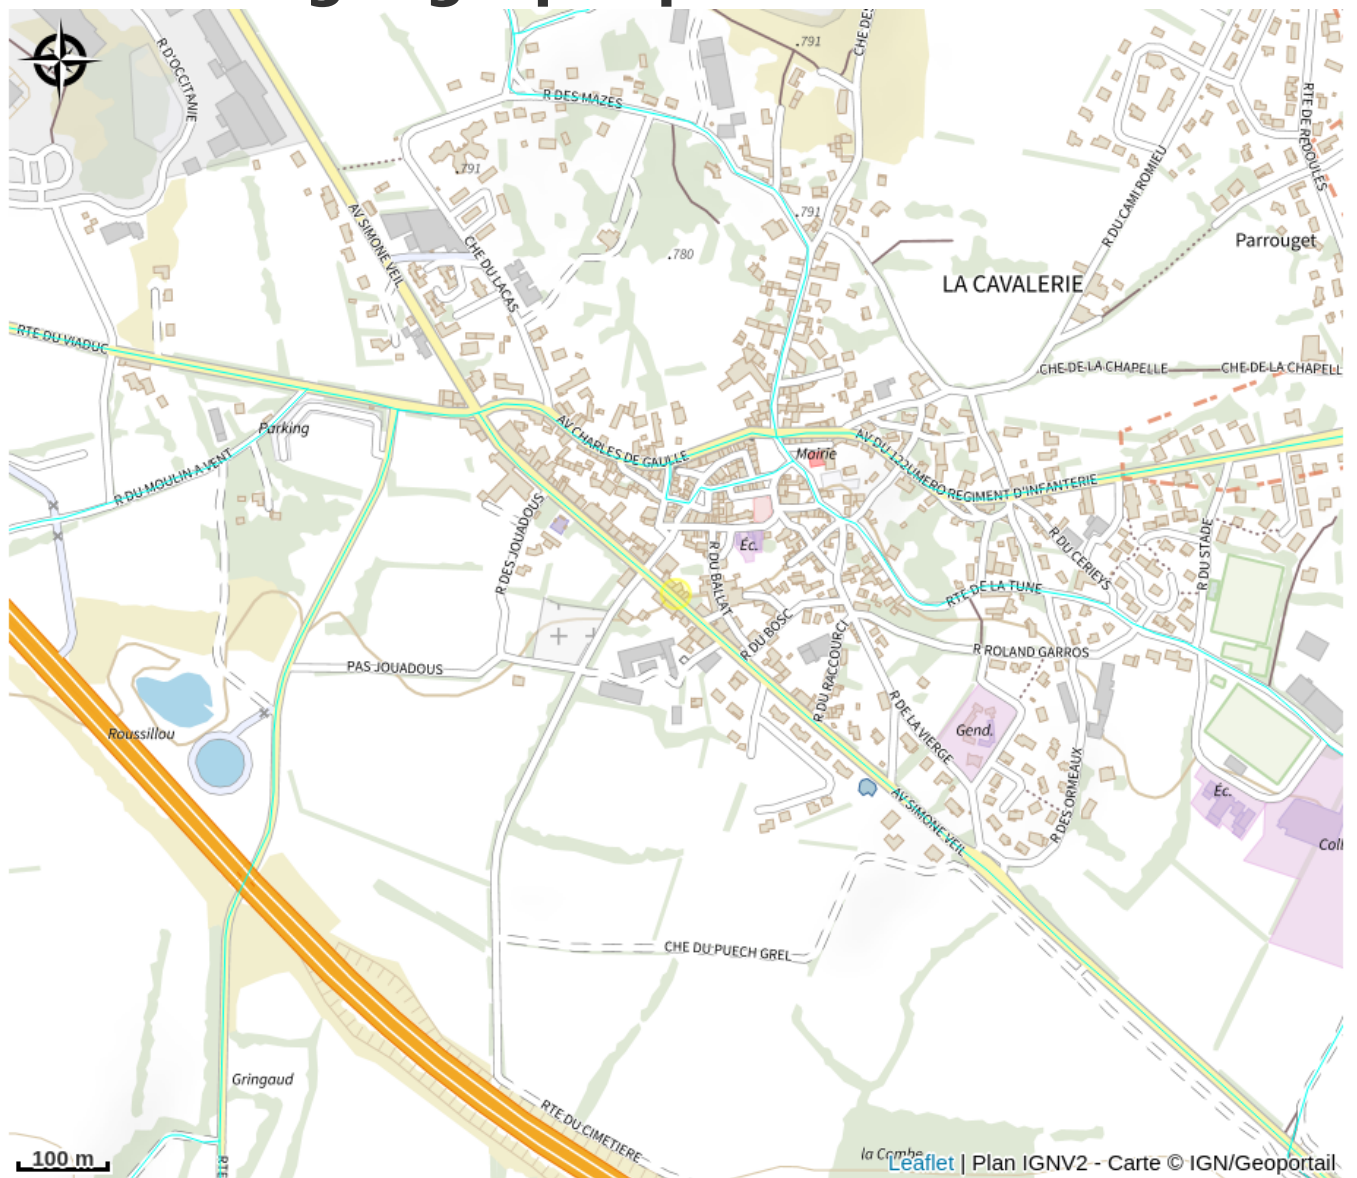 .791
CHE DES
R D'OCCITANIE
R DES MAZES
RTE DE REDOULES
.791
R DU CAMI ROMIEU
AV SIMONE VEIL
.791
Parrouget
CHE DU LACAS
.780
LA CAVALERIE
RTE DU VIADUC
CHE DE LA CHAPELLE
CHE DE LA CHAPELL
Parking
AV CHARLES DE GAULLE
Mairie
AV DU 122UMERO REGIMENT D'INFANTERIE
R DU MOULIN A VENT
R DES JOUADOUS
Éc.
R DU BALLAT
R DU CERIEYS
R DU STADE
RTE DE LA TUNE
R DU BOSC
R ROLAND GARROS
PAS JOUADOUS
R DU RACCOURCI
R DE LA VIERGE
Roussillou
Gend.
R DES ORMEAUX
Éc.
AV SIMONE VEIL
Coll
CHE DU PUECH GREL
Gringaud
RTE DU CIMETIERE
la Combe
RTE
100 m
Leaflet | Plan IGNV2 - Carte © IGN/Geoportail